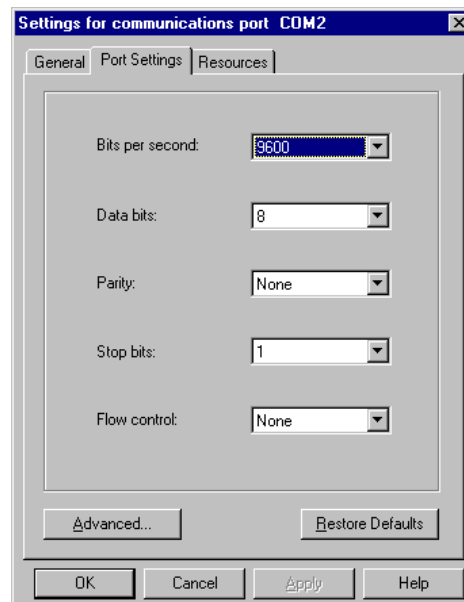 Settings for communications port  COM2
General Port Settings Resources
Bits per second: 9600
Data bits: 8
Parity: None
Stop bits: 1
Flow control: None
Advanced... Restore Defaults
OK Cancel Apply Help